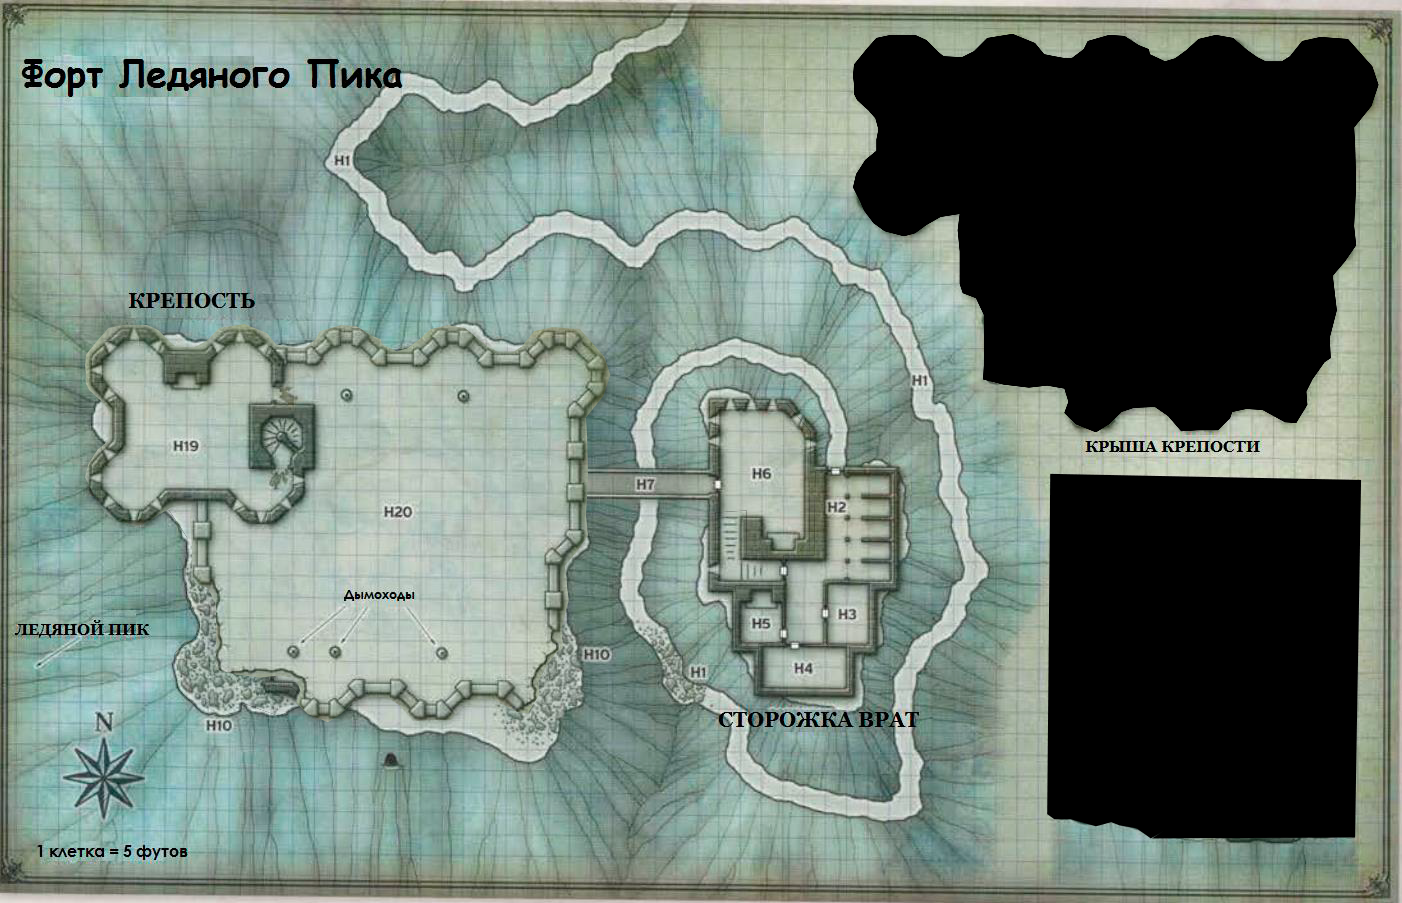 Форт Ледяного Пика
H1
КРЕПОСТЬ
H1
КРЫША КРЕПОСТИ
H19
H6
H7
H2
H20
Дымоходы
H3
H5
ЛЕДЯНОЙ ПИК
H10
H4
H1
СТОРОЖКА ВРАТ
H10
N
1 клетка = 5 футов